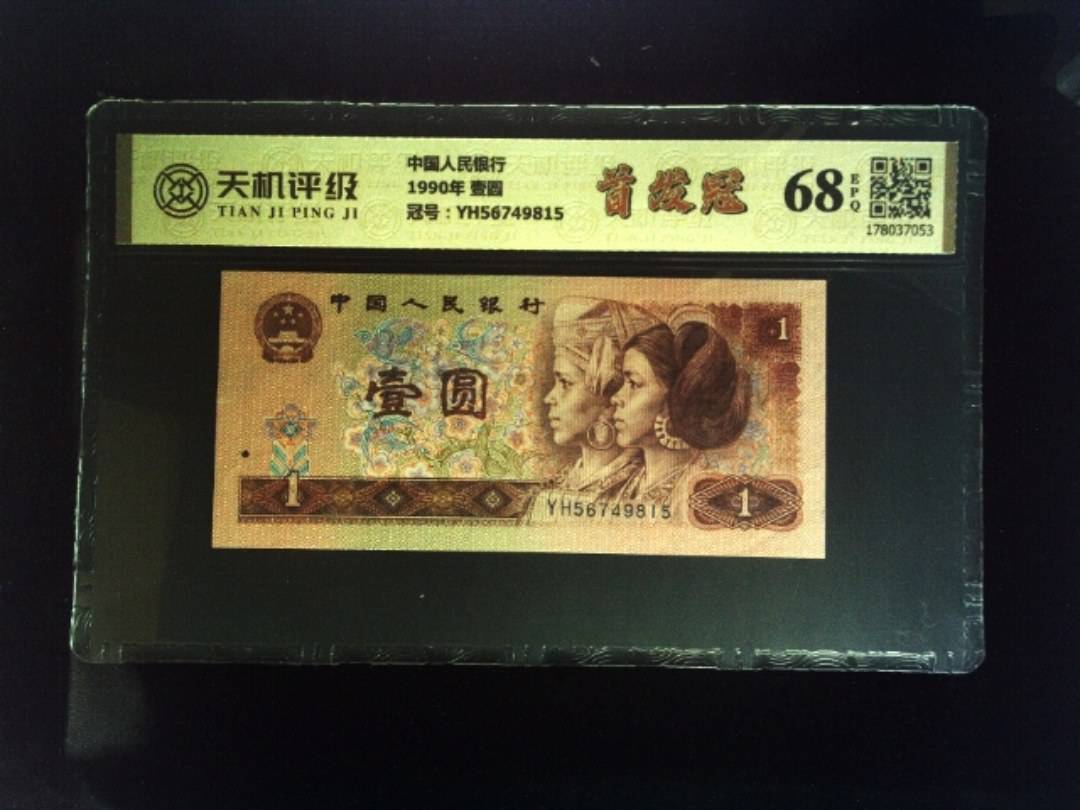 天机评级
TIAN JI PING JI
中国人民银行
1990年 壹圆
冠号：YH56749815
首发冠
68
EPQ
178037053
中国人民银行
1
壹圆
1
YH56749815
1